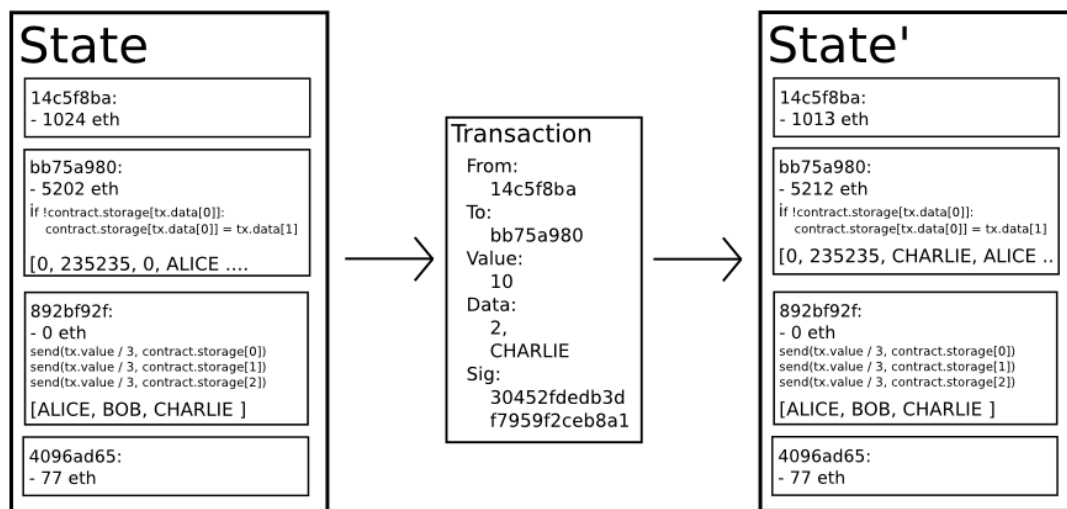 State
14c5f8ba:
- 1024 eth
bb75a980:
- 5202 eth
if !contract.storage[tx.data[0]]:
contract.storage[tx.data[0]] = tx.data[1]
[0, 235235, 0, ALICE ....
892bf92f:
- 0 eth
send(tx.value / 3, contract.storage[0])
send(tx.value / 3, contract.storage[1])
send(tx.value / 3, contract.storage[2])
[ALICE, BOB, CHARLIE ]
4096ad65:
- 77 eth
Transaction
From:
14c5f8ba
To:
bb75a980
Value:
10
Data:
2,
CHARLIE
Sig:
30452fdedb3d
f7959f2ceb8a1
State'
14c5f8ba:
- 1013 eth
bb75a980:
- 5212 eth
if !contract.storage[tx.data[0]]:
contract.storage[tx.data[0]] = tx.data[1]
[0, 235235, CHARLIE, ALICE ..
892bf92f:
- 0 eth
send(tx.value / 3, contract.storage[0])
send(tx.value / 3, contract.storage[1])
send(tx.value / 3, contract.storage[2])
[ALICE, BOB, CHARLIE ]
4096ad65:
- 77 eth